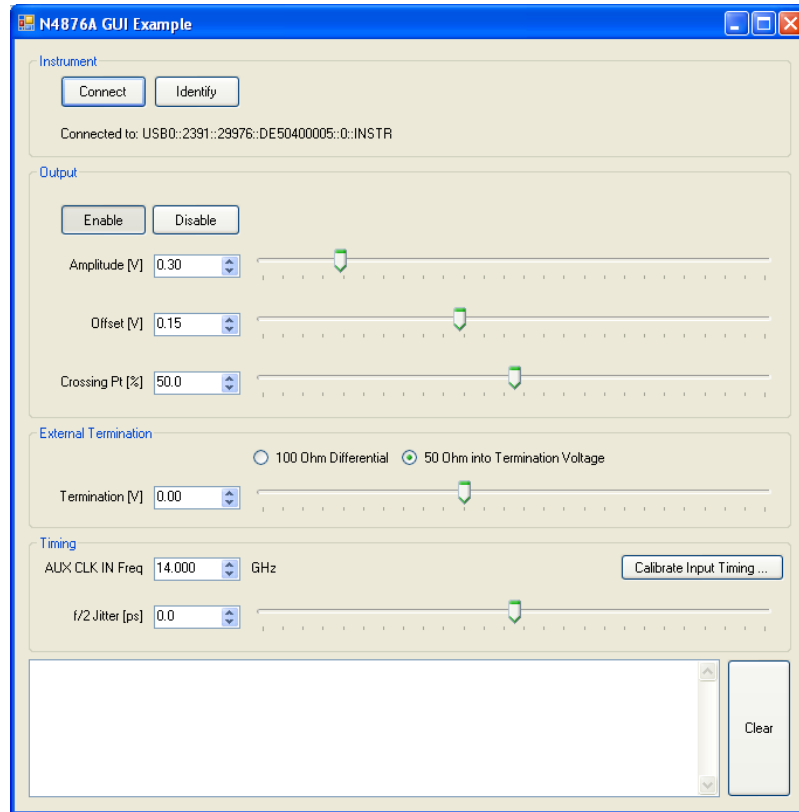 N4876A GUI Example
Instrument
Connect Identify
Connected to: USB0::2391::29976::DE50400005::0::INSTR
Output
Enable Disable
Amplitude [V] 0.30
Offset [V] 0.15
Crossing Pt [%] 50.0
External Termination
100 Ohm Differential 50 Ohm into Termination Voltage
Termination [V] 0.00
Timing
AUX CLK IN Freq 14.000 GHz Calibrate Input Timing ...
f/2 Jitter [ps] 0.0
Clear